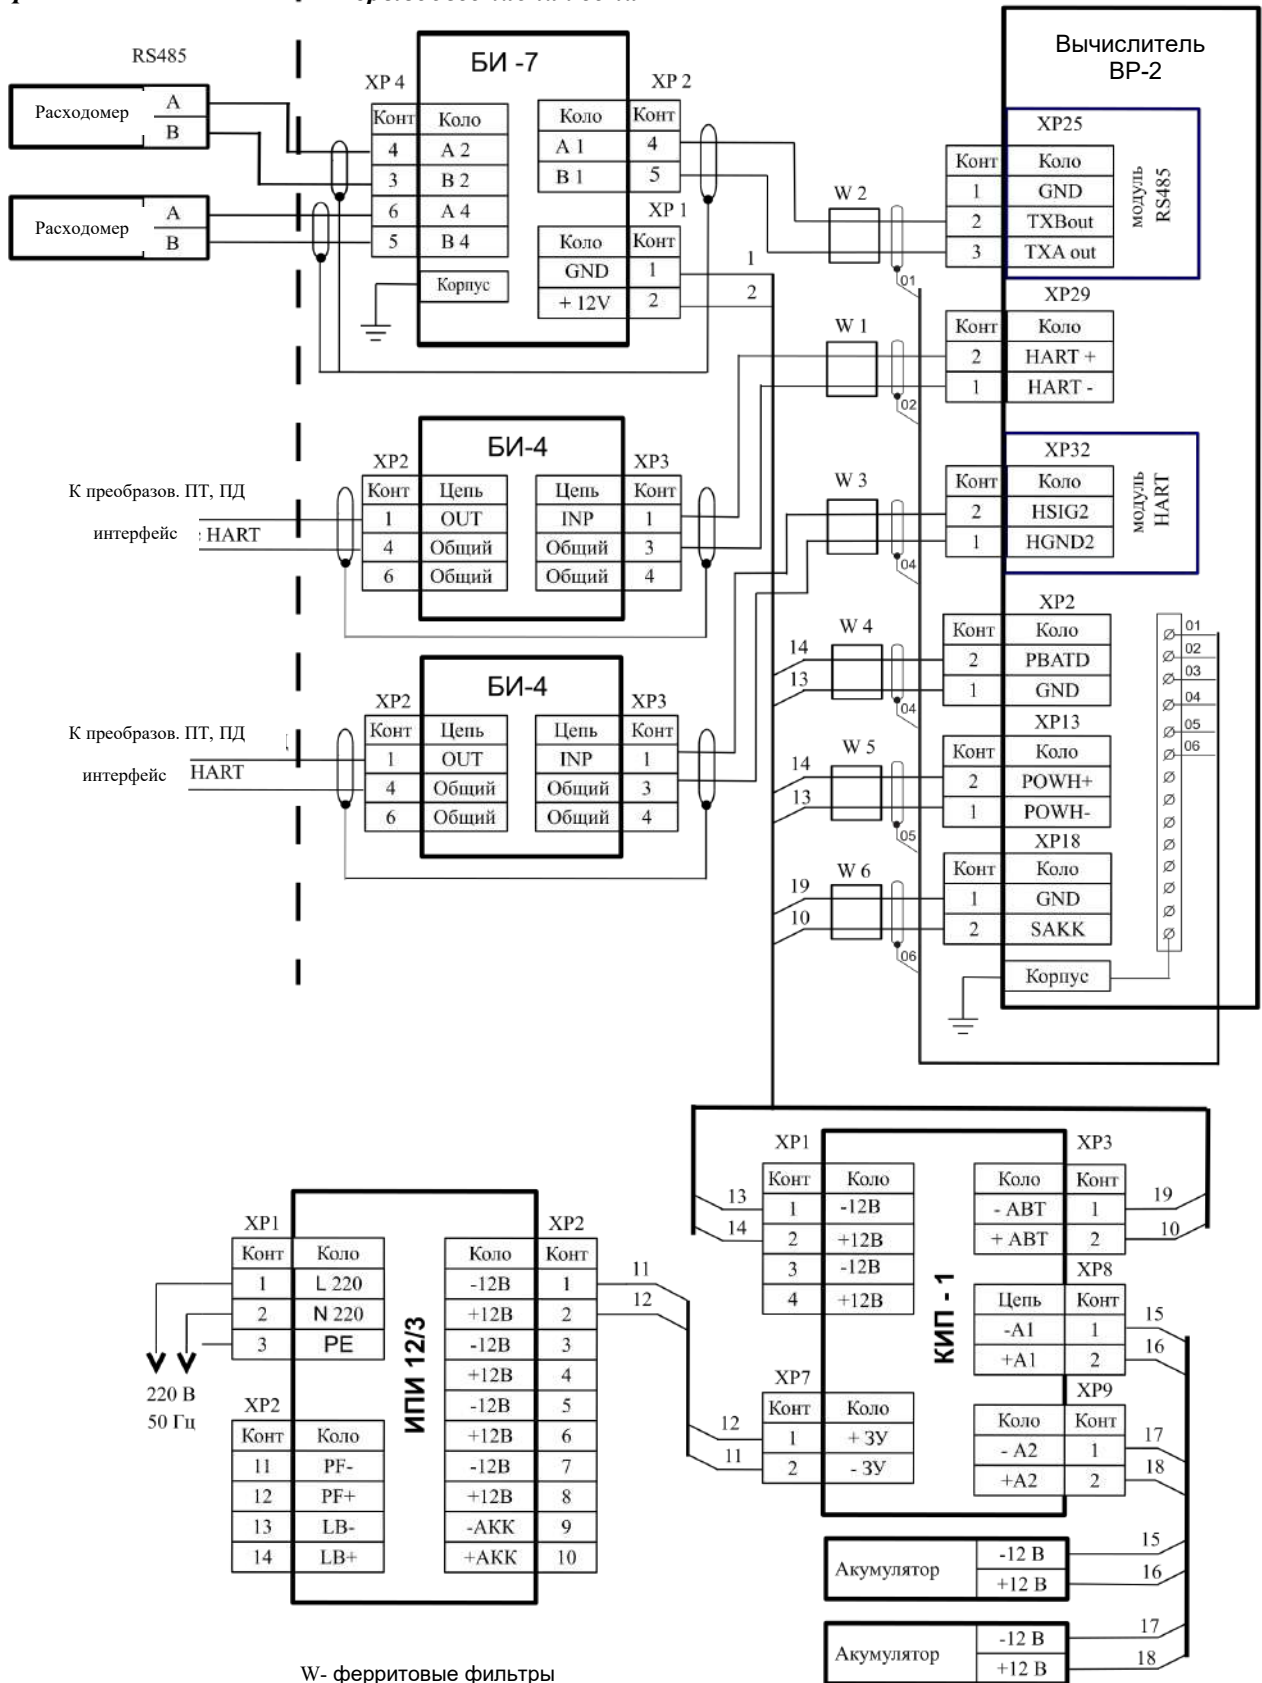 RS485
Расходомер
A
B
Расходомер
A
B
БИ -7
XP 4
Конт Коло
4 A 2
3 B 2
6 A 4
5 B 4
Корпус
XP 2
Коло Конт
A 1 4
B 1 5
XP 1
Коло Конт
GND 1
+ 12V 2
1
2
Вычислитель
ВР-2
XP25
Конт Коло
1 GND
2 TXBout
3 TXA out
модуль
RS485
W 2
01
XP29
Конт Коло
2 HART +
1 HART -
W 1
02
БИ-4
XP2
Конт Цепь
1 OUT
4 Общий
6 Общий
XP3
Цепь Конт
INP 1
Общий 3
Общий 4
К преобразов. ПТ, ПД
интерфейс : HART
XP32
Конт Коло
2 HSIG2
1 HGND2
модуль
HART
W 3
04
БИ-4
XP2
Конт Цепь
1 OUT
4 Общий
6 Общий
XP3
Цепь Конт
INP 1
Общий 3
Общий 4
К преобразов. ПТ, ПД
интерфейс HART
XP2
Конт Коло
2 PBATD
1 GND
W 4
14
13
04
XP13
Конт Коло
2 POWH+
1 POWH-
W 5
14
13
05
XP18
Конт Коло
1 GND
2 SAKK
W 6
19
10
06
01
02
03
04
05
06
Корпус
КИП - 1
XP1
Конт Коло
1 -12В
2 +12В
3 -12В
4 +12В
13
14
XP3
Коло Конт
- АВТ 1
+ АВТ 2
19
10
XP8
Цепь Конт
-А1 1
+А1 2
15
16
XP7
Конт Коло
1 + ЗУ
2 - ЗУ
12
11
XP9
Коло Конт
- А2 1
+А2 2
17
18
ИПИ 12/3
XP1
Конт Коло
1 L 220
2 N 220
3 PE
220 В
50 Гц
XP2
Конт Коло
11 PF-
12 PF+
13 LB-
14 LB+
XP2
Коло Конт
-12В 1
+12В 2
-12В 3
+12В 4
-12В 5
+12В 6
-12В 7
+12В 8
-АКК 9
+АКК 10
11
12
Акумулятор
-12 В
+12 В
15
16
Акумулятор
-12 В
+12 В
17
18
W- ферритовые фильтры